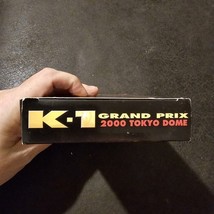 K-1 GRAND PRIX
2000 TOKYO DOME